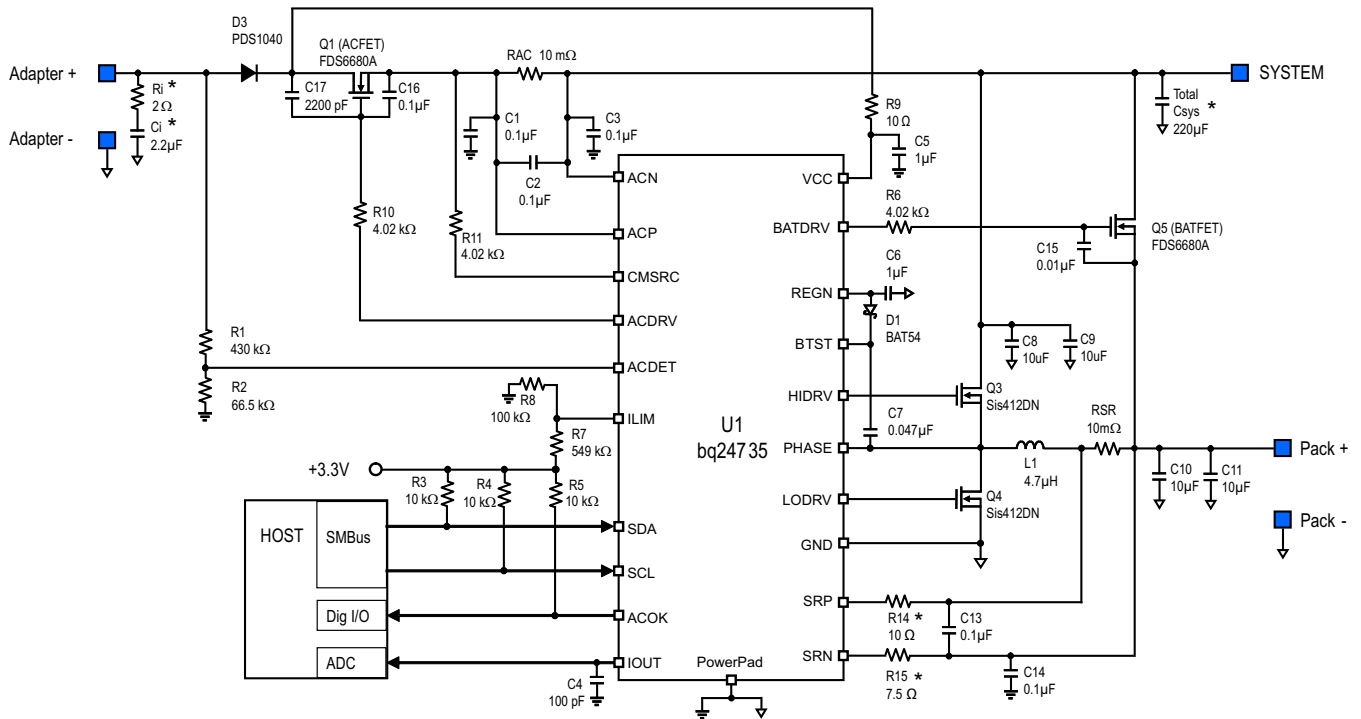 D3
PDS1040
Q1 (ACFET)
FDS6680A
RAC 10 mΩ
Adapter +
SYSTEM
Ri *
2 Ω
Ci *
2.2µF
C17
2200 pF
C16
0.1µF
R9
10 Ω
Total
Csys *
220µF
Adapter -
C1
0.1µF
C3
0.1µF
C5
1µF
C2
0.1µF
ACN
VCC
R10
4.02 kΩ
R11
4.02 kΩ
R6
4.02 kΩ
ACP
BATDRV
Q5 (BATFET)
FDS6680A
C15
0.01µF
CMSRC
C6
1µF
REGN
D1
BAT54
ACDRV
R1
430 kΩ
BTST
C8
10uF
C9
10uF
ACDET
R2
66.5 kΩ
R8
100 kΩ
HIDRV
Q3
Sis412DN
ILIM
R7
549 kΩ
U1
bq24735
C7
0.047µF
RSR
10mΩ
PHASE
L1
4.7µH
Pack +
+3.3V
C10
10µF
C11
10µF
R3
10 kΩ
R4
10 kΩ
R5
10 kΩ
LODRV
Q4
Sis412DN
Pack -
HOST
SMBus
SDA
GND
SCL
SRP
R14 *
10 Ω
C13
0.1µF
Dig I/O
ACOK
ADC
IOUT
PowerPad
SRN
R15 *
7.5 Ω
C14
0.1µF
C4
100 pF